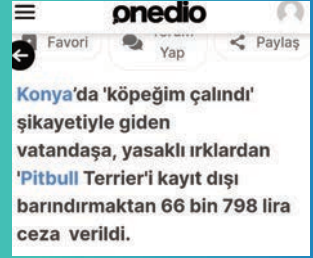 onedio
Favori
Yorum
Yap
Paylaş
Konya'da 'köpeğim çalındı'
şikayetiyle giden
vatandaşa, yasaklı ırklardan
'Pitbull Terrier'i kayıt dışı
barındırmaktan 66 bin 798 lira
ceza verildi.